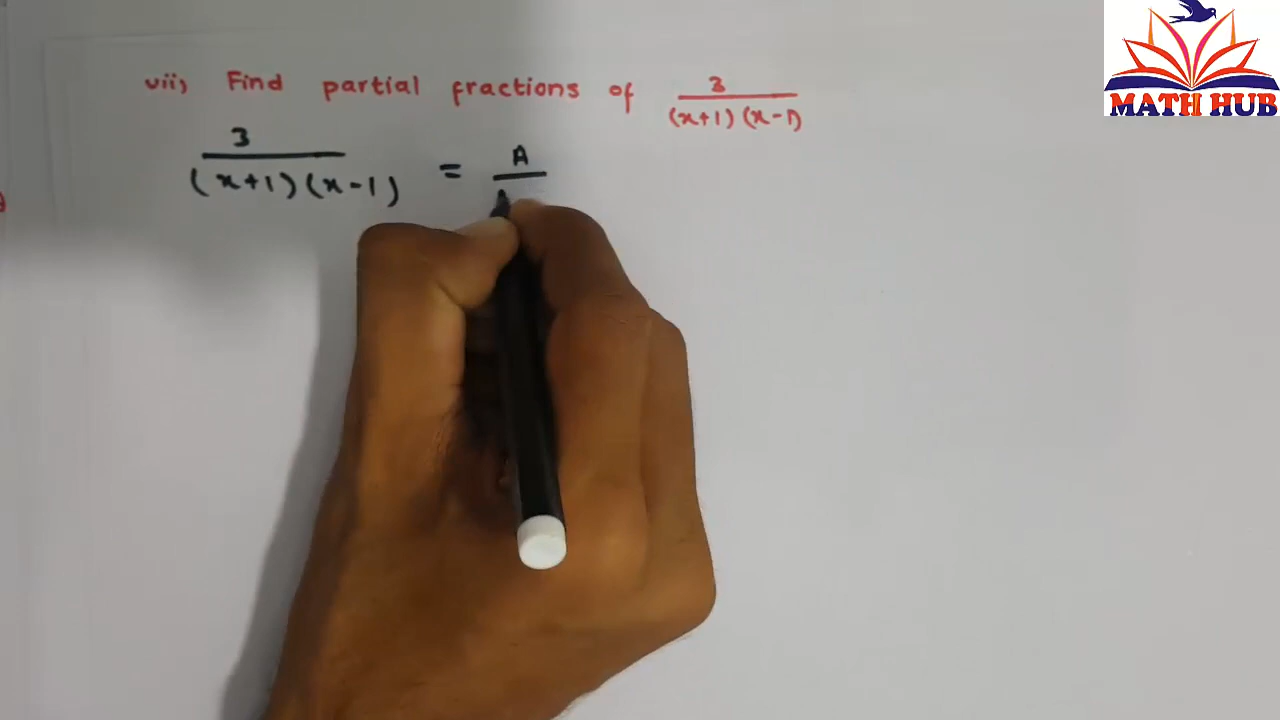 MATH HUB
vii) Find partial fractions of 3/(x+1)(x-1)
3/(x+1)(x-1) = A/